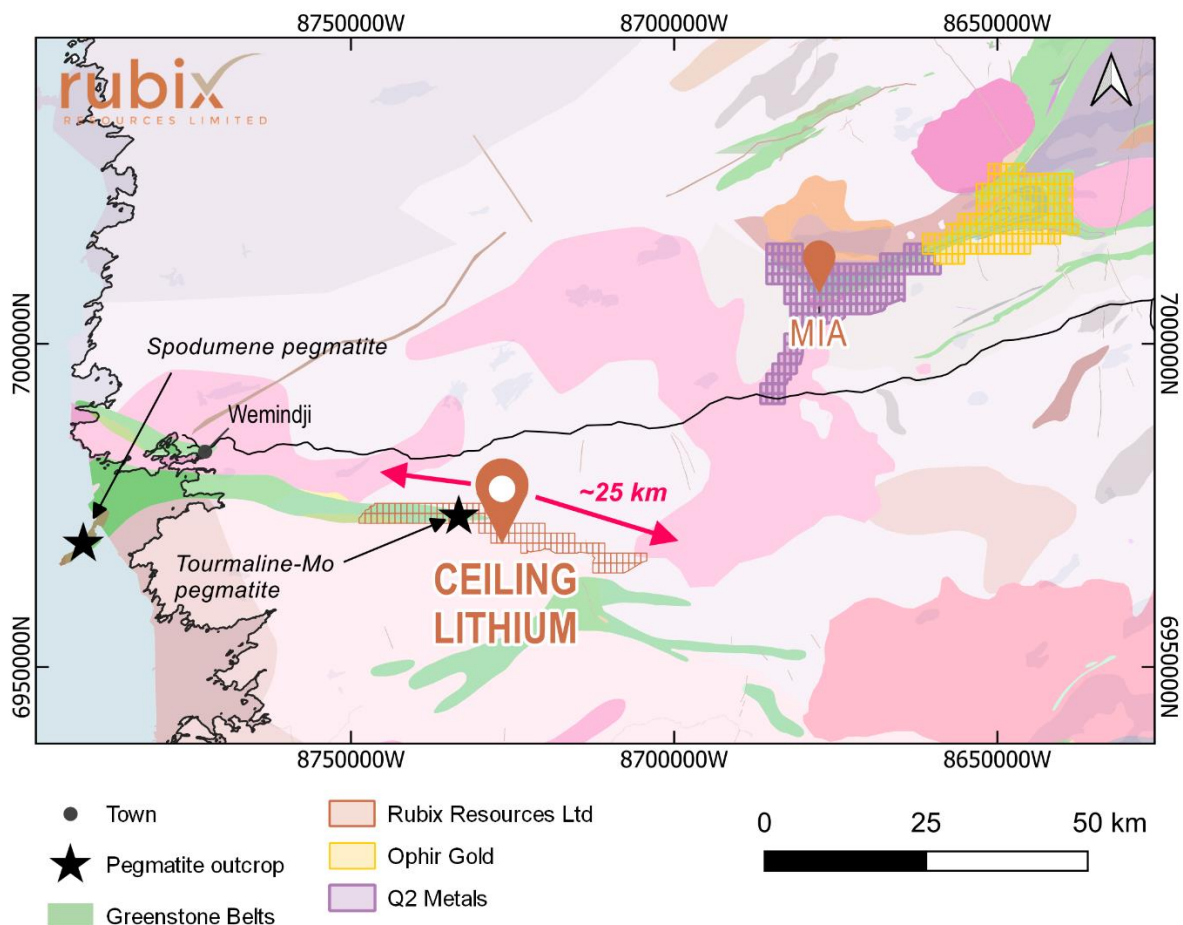 8750000W
8700000W
8650000W
rubix
RESOURCES LIMITED
7000000N
7000000N
Spodumene pegmatite
MIA
Wemindji
~25 km
Tourmaline-Mo
pegmatite
CEILING
LITHIUM
6950000N
6950000N
8750000W
8700000W
8650000W
Town
Pegmatite outcrop
Greenstone Belts
Rubix Resources Ltd
Ophir Gold
Q2 Metals
0 25 50 km